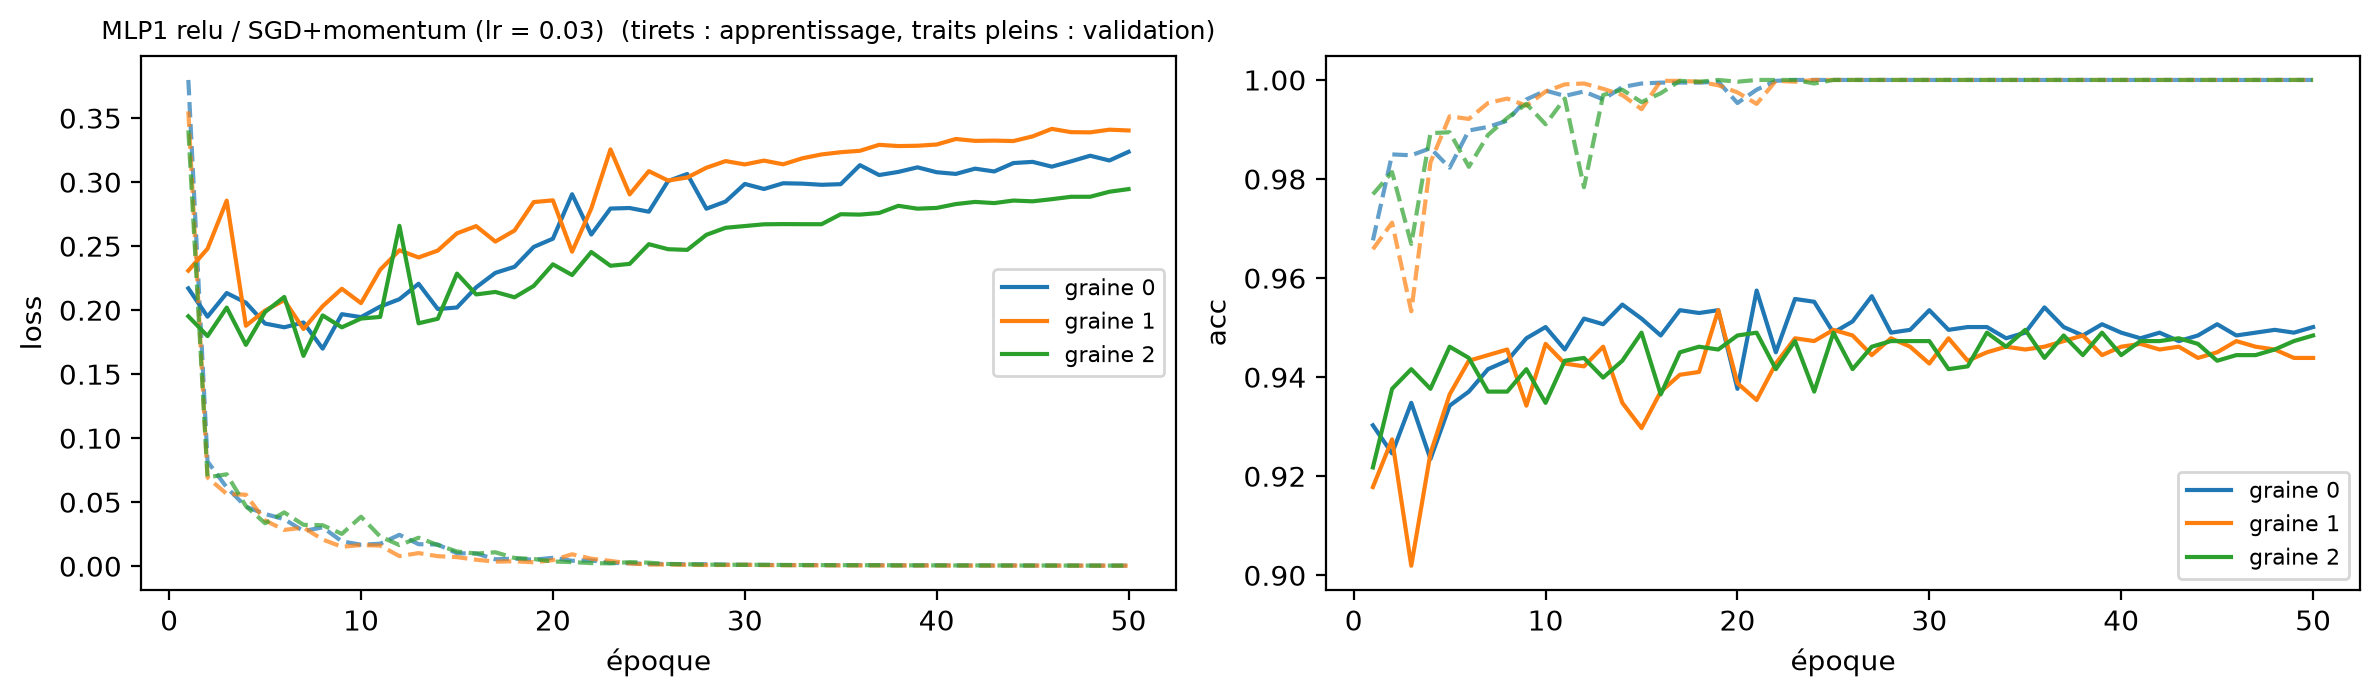 MLP1 relu / SGD+momentum (lr = 0.03)  (tirets : apprentissage, traits pleins : validation)
loss
0.35
0.30
0.25
0.20
0.15
0.10
0.05
0.00
0 10 20 30 40 50
époque
graine 0
graine 1
graine 2
acc
1.00
0.98
0.96
0.94
0.92
0.90
0 10 20 30 40 50
époque
graine 0
graine 1
graine 2